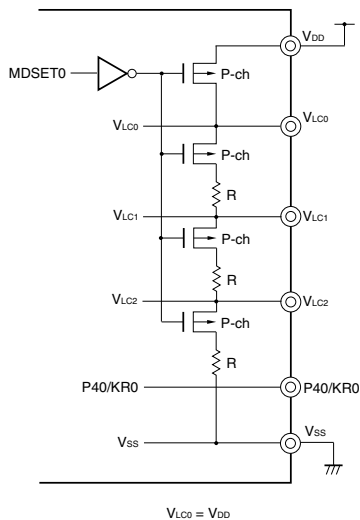 VDD
MDSET0
P-ch
VLC0
VLC0
P-ch
R
VLC1
VLC1
P-ch
R
VLC2
VLC2
P-ch
R
P40/KR0
P40/KR0
VSS
VSS
VLC0 = VDD